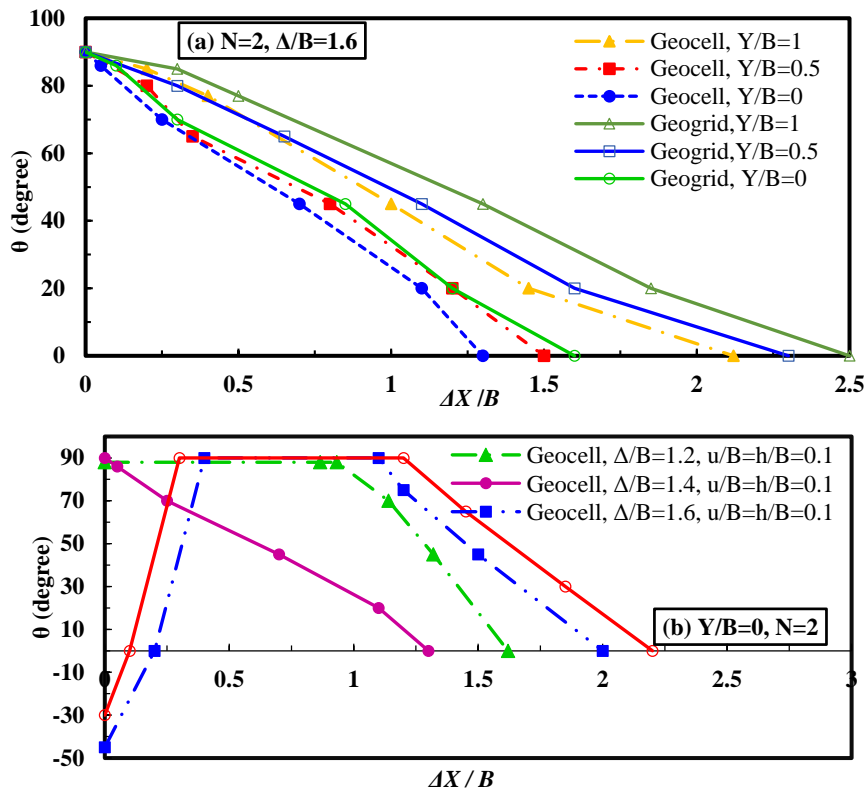 (a) N=2, Δ/B=1.6
Geocell, Y/B=1
Geocell, Y/B=0.5
Geocell, Y/B=0
Geogrid,Y/B=1
Geogrid,Y/B=0.5
Geogrid, Y/B=0
θ (degree)
100
80
60
40
20
0
0
0.5
1
1.5
2
2.5
ΔX /B
Geocell, Δ/B=1.2, u/B=h/B=0.1
Geocell, Δ/B=1.4, u/B=h/B=0.1
Geocell, Δ/B=1.6, u/B=h/B=0.1
(b) Y/B=0, N=2
θ (degree)
90
70
50
30
10
-10
-30
-50
0
0.5
1
1.5
2
2.5
3
ΔX / B